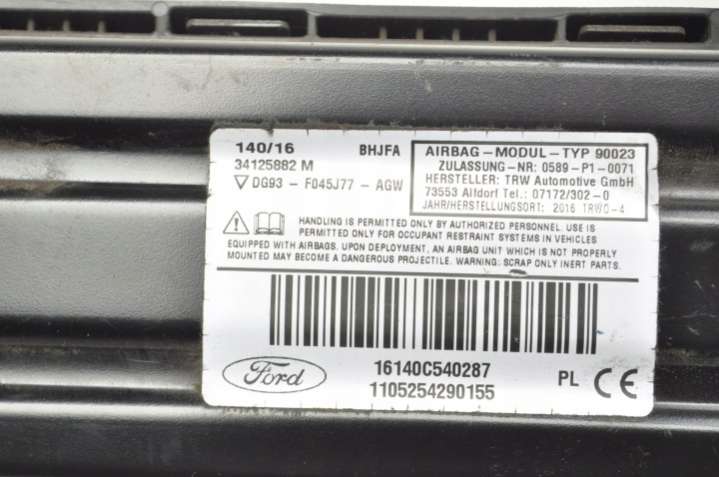 140/16 BHJFA
34125882 M
DG93 - F045J77 - AGW
AIRBAG-MODUL-TYP 90023
ZULASSUNG-NR: 0589-P1-0071
HERSTELLER: TRW Automotive GmbH
73553 Alfdorf Tel.: 07172/302-0
JAHR/HERSTELLUNGSORT: 2016 TRWO-4
HANDLING IS PERMITTED ONLY BY AUTHORIZED PERSONNEL. USE IS
PERMITTED ONLY FOR OCCUPANT RESTRAINT SYSTEMS IN VEHICLES
EQUIPPED WITH AIRBAGS. UPON DEPLOYMENT, AN AIRBAG UNIT WHICH IS NOT PROPERLY
MOUNTED MAY BECOME A DANGEROUS PROJECTILE. WARNING: SCRAP ONLY INERT PARTS.
Ford
16140C540287
1105254290155
PL CE